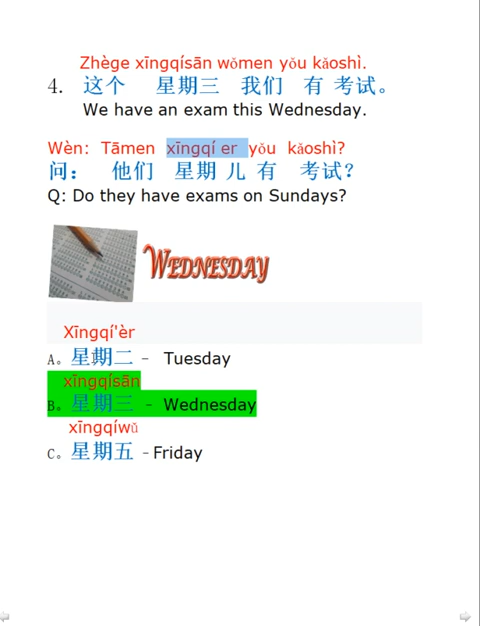 Zhège xīngqísān wǒmen yǒu kǎoshì.
4. 这个 星期三 我们 有 考试。
We have an exam this Wednesday.
Wèn: Tāmen xīngqí er yǒu kǎoshì?
问： 他们 星期 儿 有 考试？
Q: Do they have exams on Sundays?
WEDNESDAY
Xīngqí'èr
A。星期二 – Tuesday
xīngqísān
B。星期三 – Wednesday
xīngqíwǔ
C。星期五 – Friday